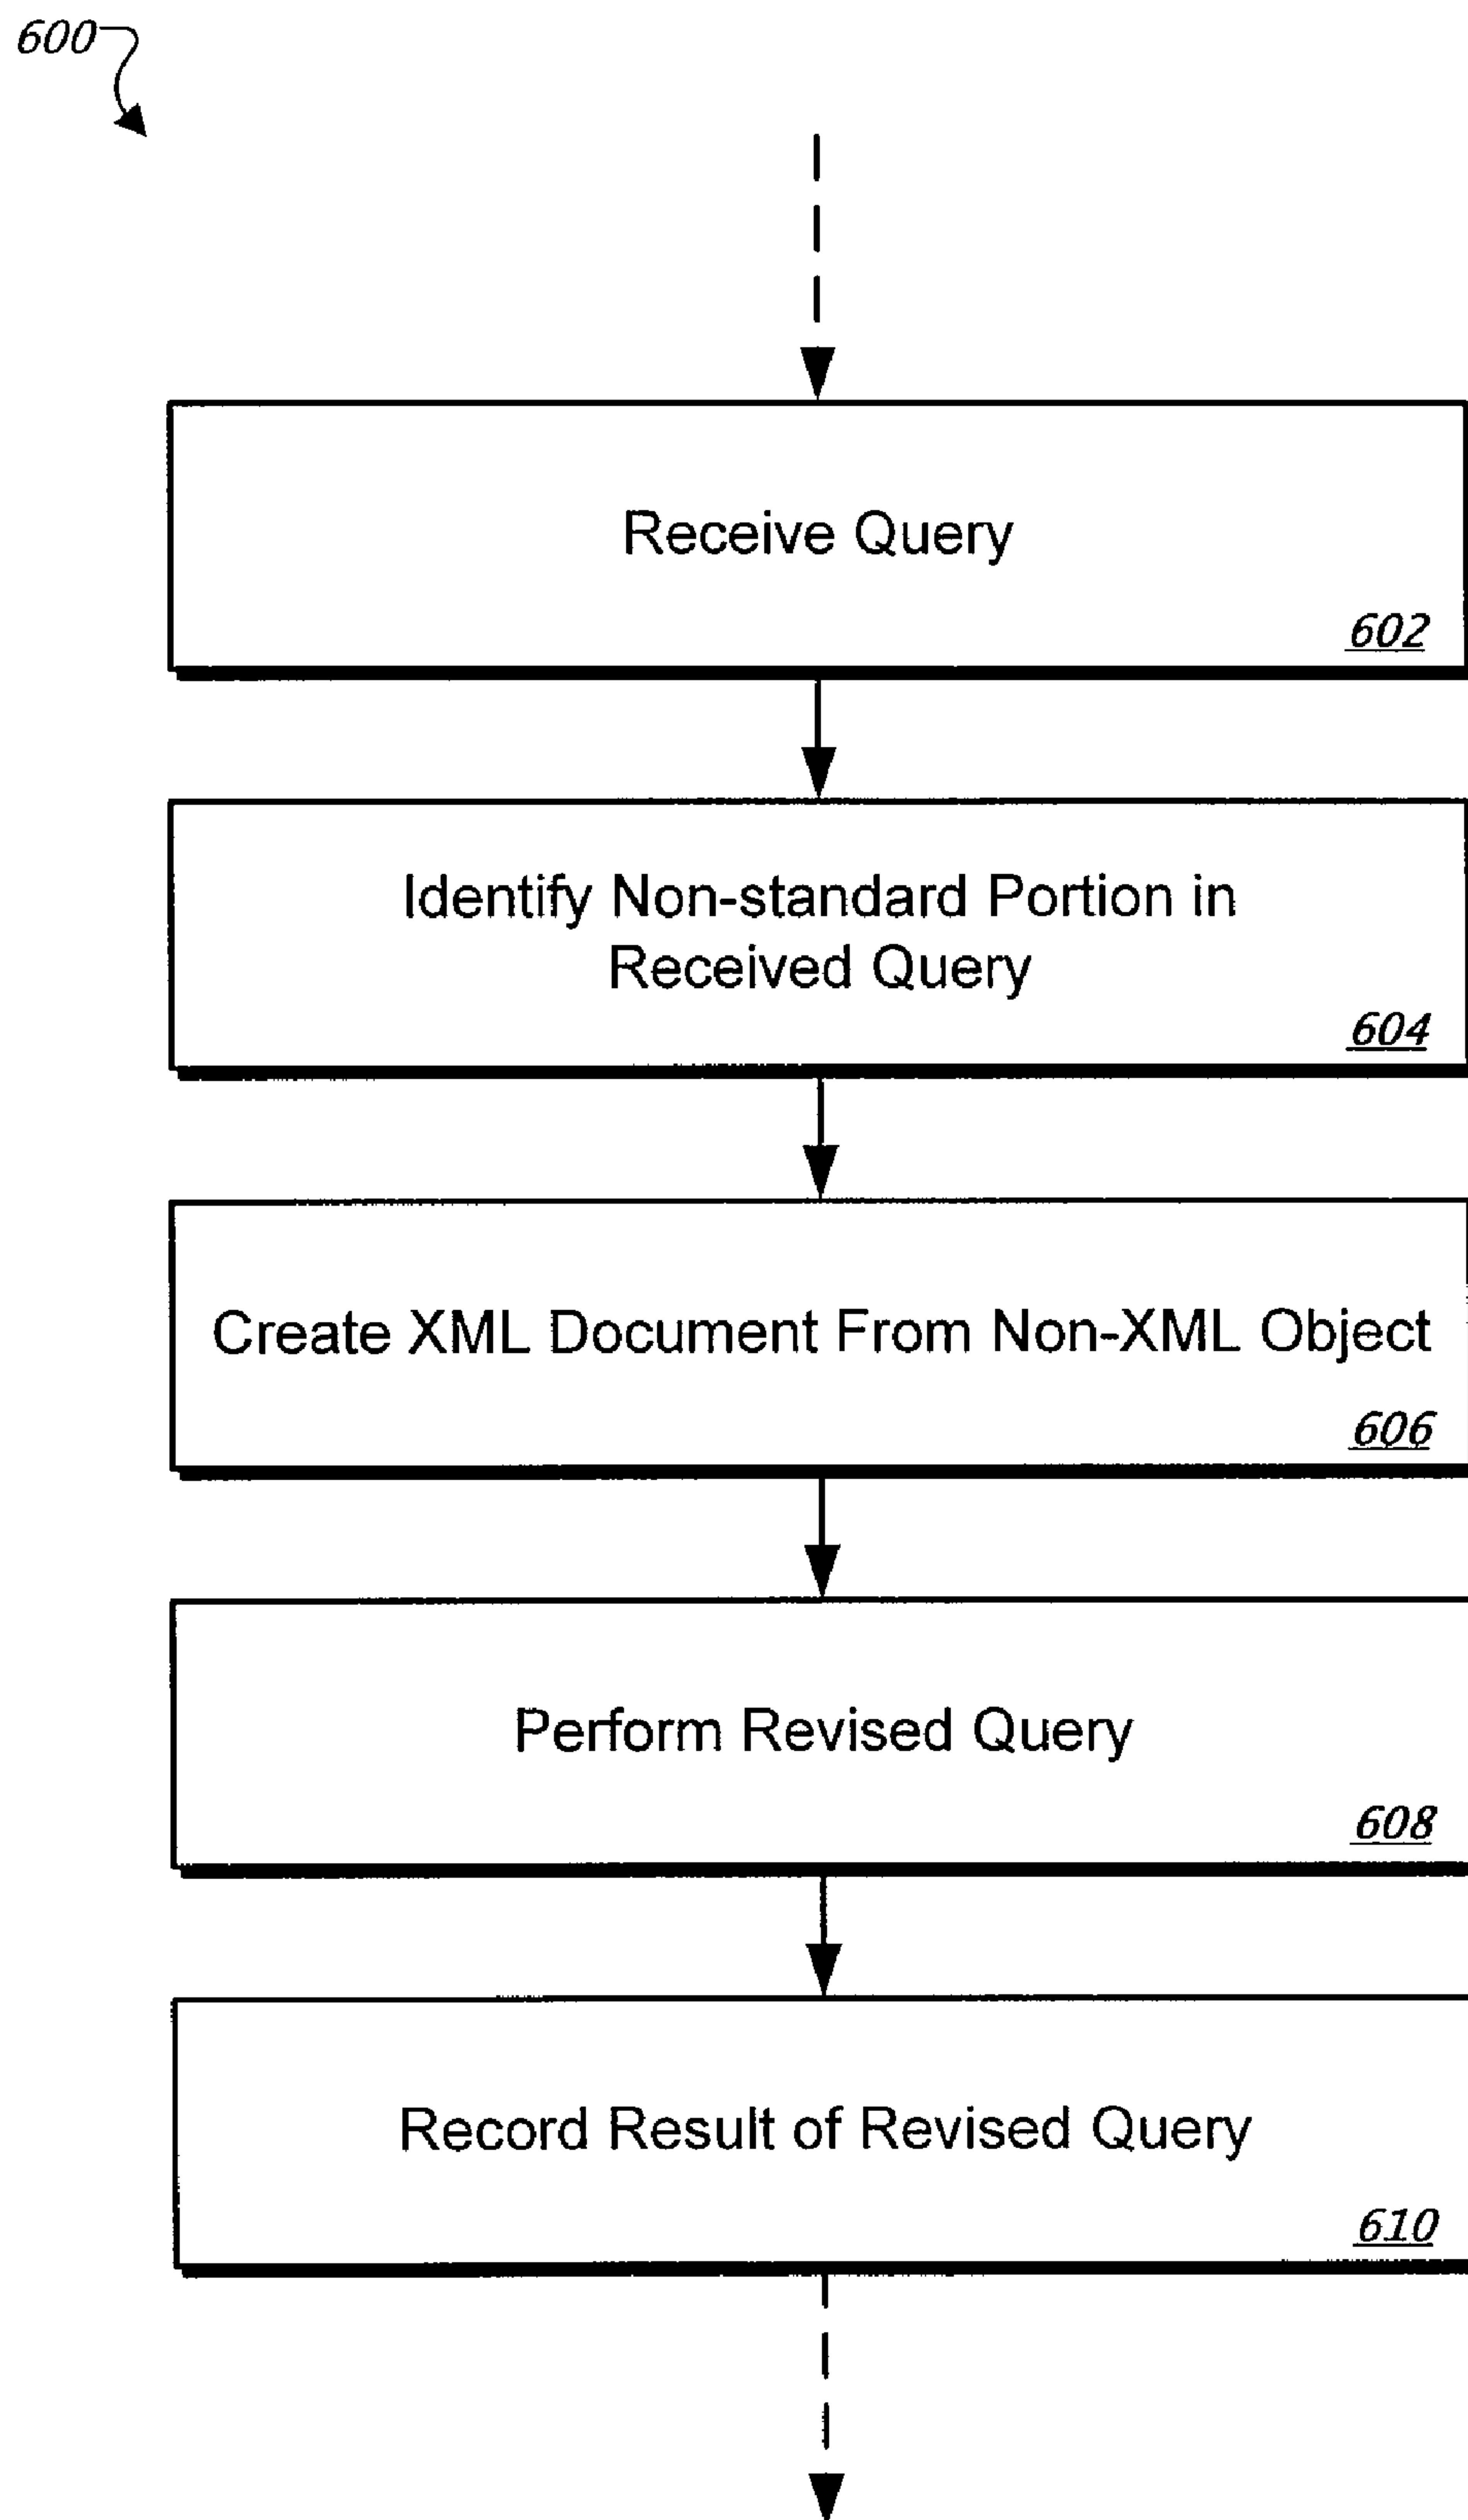 600
Receive Query
602
Identify Non-standard Portion in
Received Query
604
Create XML Document From Non-XML Object
606
Perform Revised Query
608
Record Result of Revised Query
610